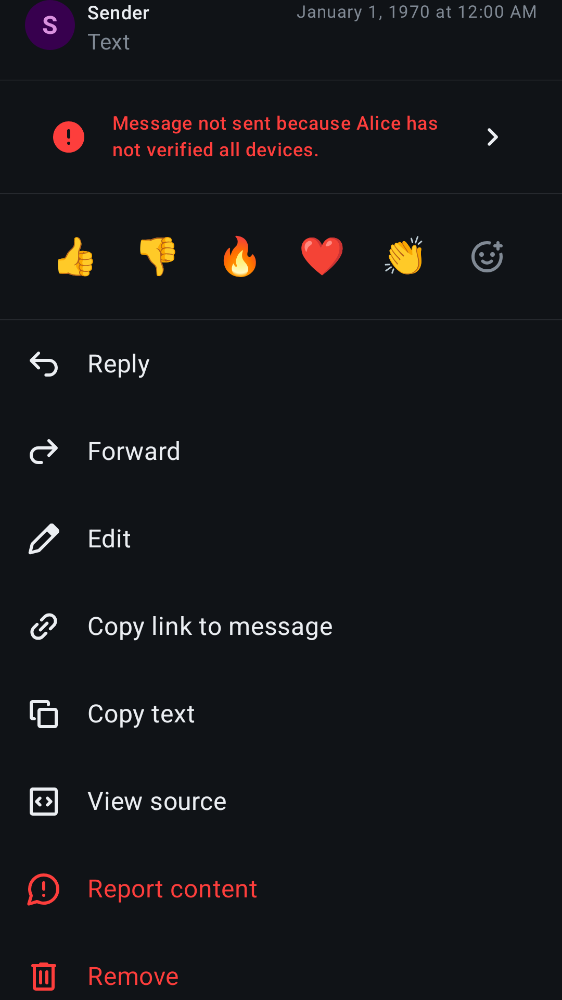 S
Sender
January 1, 1970 at 12:00 AM
Text
Message not sent because Alice has
not verified all devices.
Reply
Forward
Edit
Copy link to message
Copy text
View source
Report content
Remove